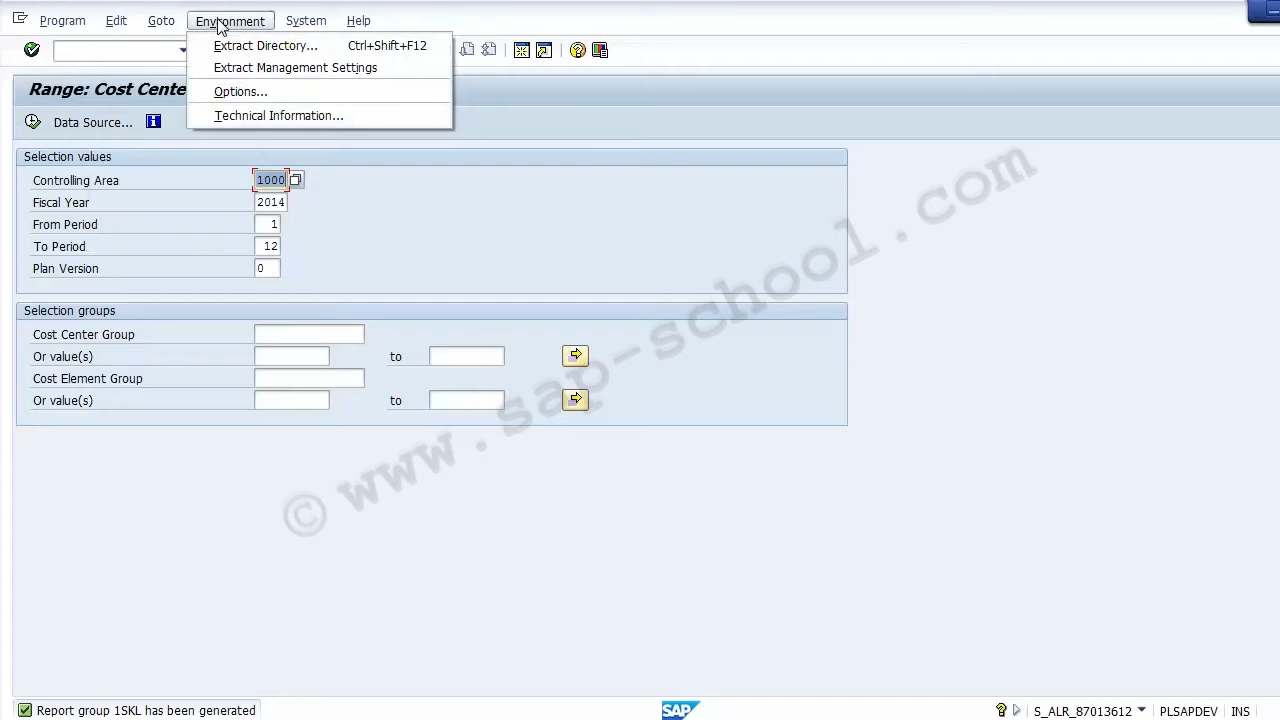 Program Edit Goto Environment System Help
Extract Directory... Ctrl+Shift+F12
Extract Management Settings
Options...
Technical Information...
Range: Cost Cente
Data Source...
Selection values
Controlling Area 1000
Fiscal Year 2014
From Period 1
To Period 12
Plan Version 0
Selection groups
Cost Center Group
Or value(s) to
Cost Element Group
Or value(s) to
© www.sap-school.com
Report group 1SKL has been generated SAP S_ALR_87013612 PLSAPDEV INS